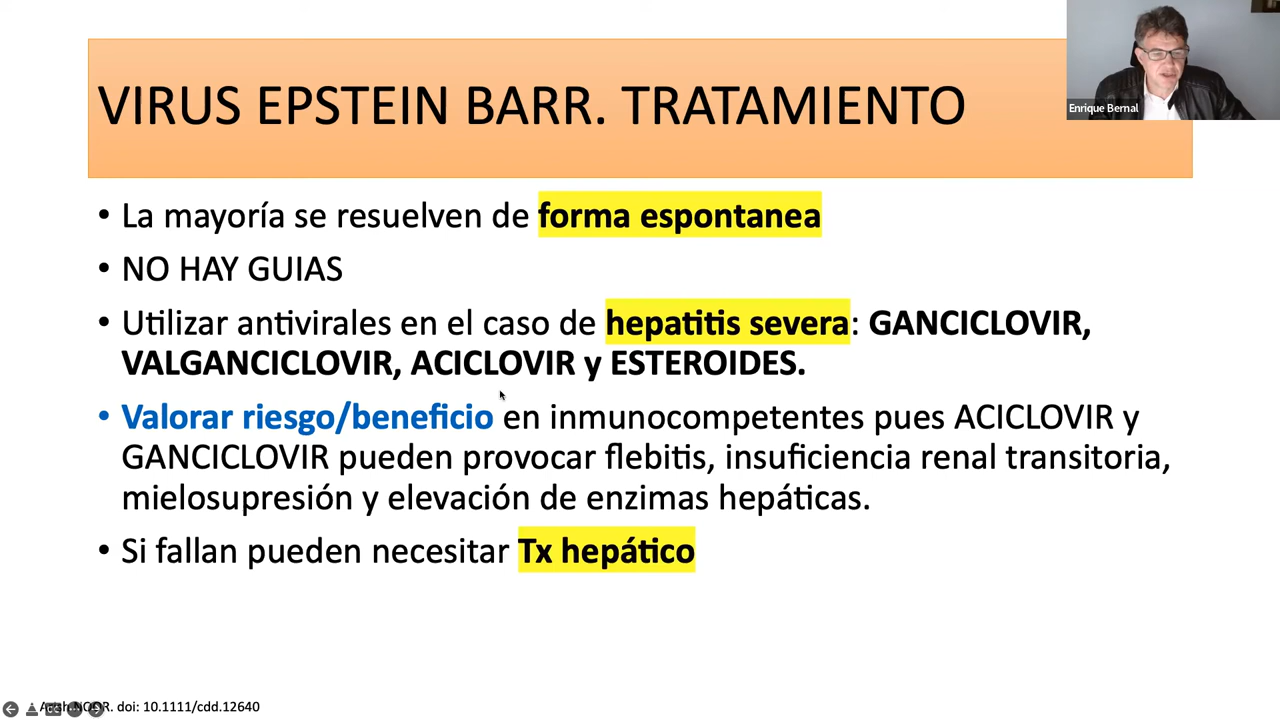 VIRUS EPSTEIN BARR. TRATAMIENTO
Enrique Bernal
• La mayoría se resuelven de forma espontanea
• NO HAY GUIAS
• Utilizar antivirales en el caso de hepatitis severa: GANCICLOVIR,
VALGANCICLOVIR, ACICLOVIR y ESTEROIDES.
• Valorar riesgo/beneficio en inmunocompetentes pues ACICLOVIR y
GANCICLOVIR pueden provocar flebitis, insuficiencia renal transitoria,
mielosupresión y elevación de enzimas hepáticas.
• Si fallan pueden necesitar Tx hepático
doi: 10.1111/cdd.12640